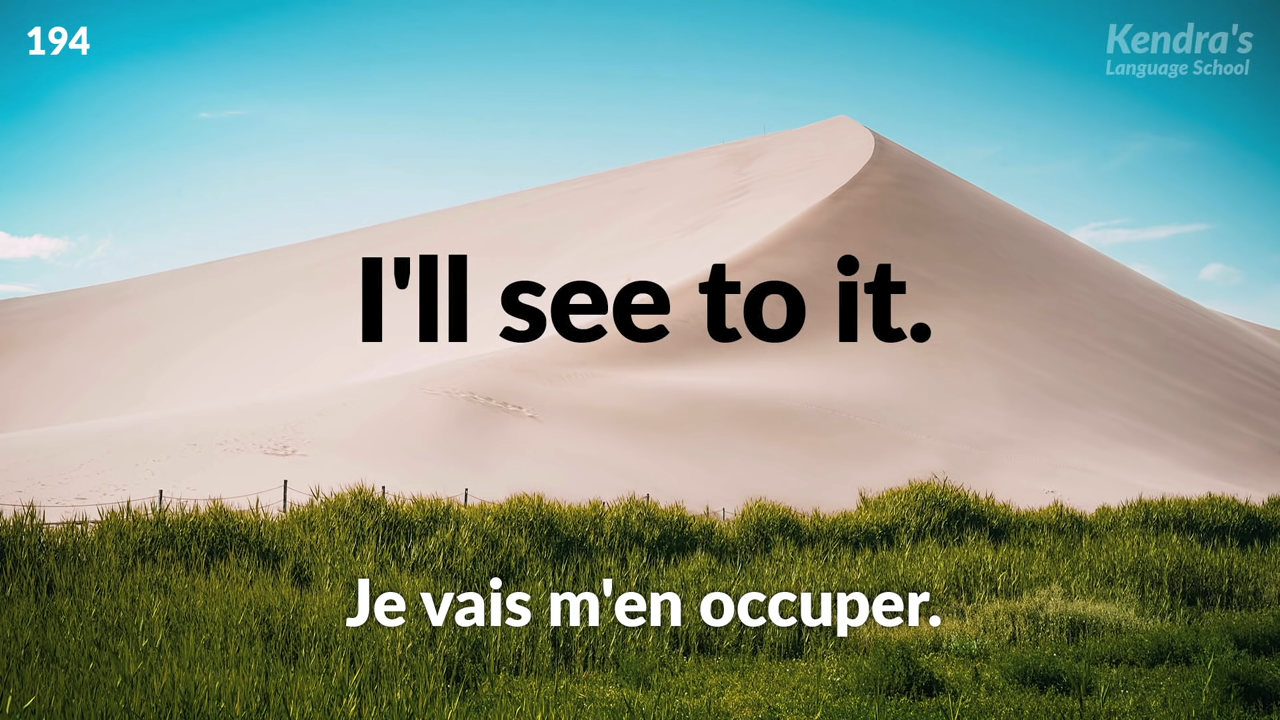 194
Kendra's
Language School
I'll see to it.
Je vais m'en occuper.